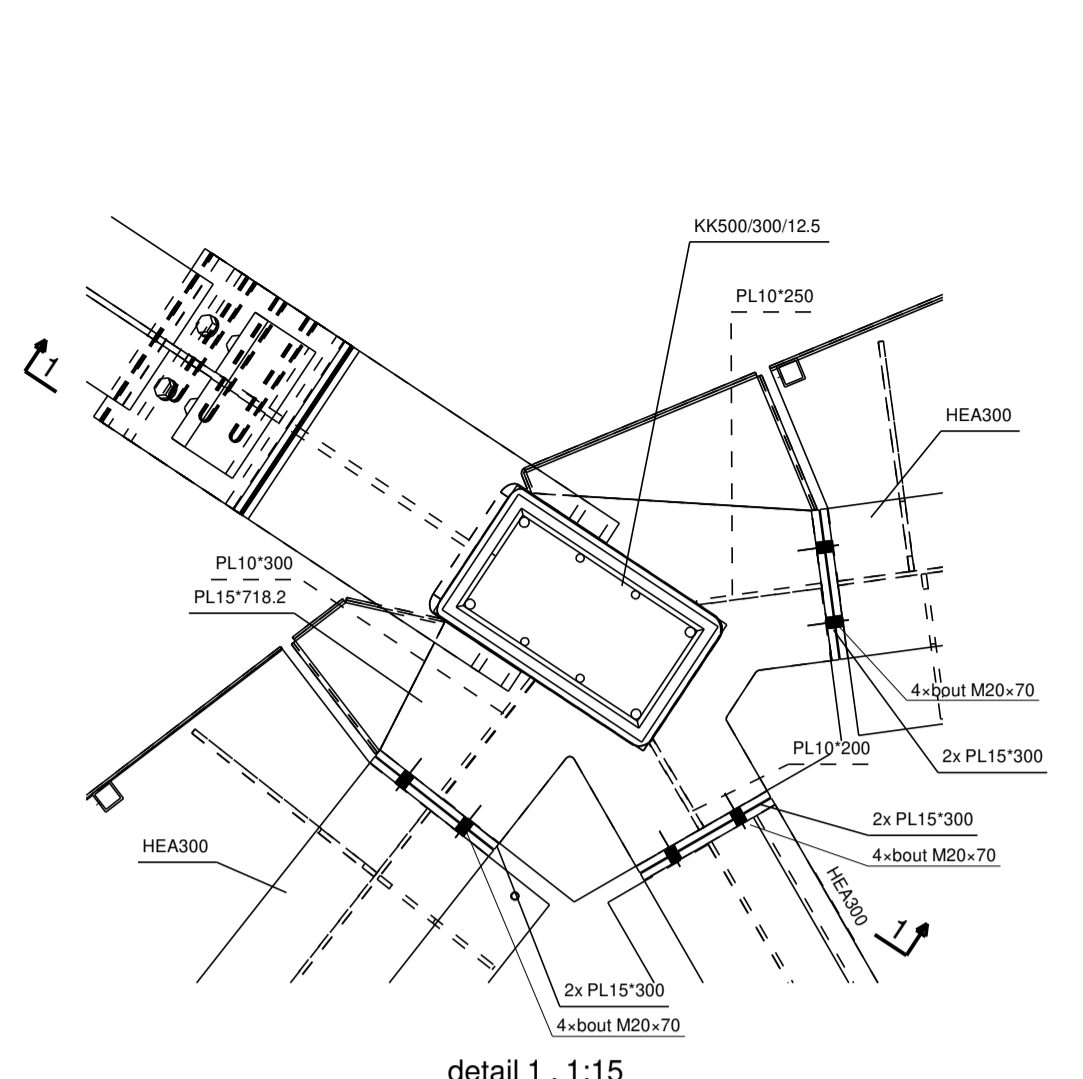 KK500/300/12.5
PL10*250
1
HEA300
PL10*300
PL15*718.2
4×bout M20×70
PL10*200
2x PL15*300
2x PL15*300
HEA300
4×bout M20×70
HEA300
1
2x PL15*300
4×bout M20×70
detail 1 . 1:15